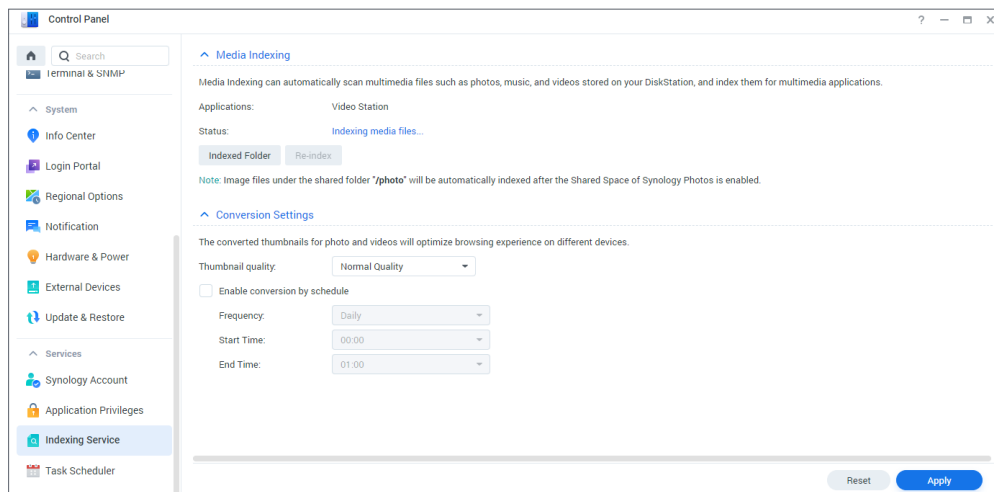 Control Panel
?
Search
Terminal & SNMP
System
Info Center
Login Portal
Regional Options
Notification
Hardware & Power
External Devices
Update & Restore
Services
Synology Account
Application Privileges
Indexing Service
Task Scheduler
Media Indexing
Media Indexing can automatically scan multimedia files such as photos, music, and videos stored on your DiskStation, and index them for multimedia applications.
Applications: Video Station
Status: Indexing media files...
Indexed Folder Re-index
Note: Image files under the shared folder "/photo" will be automatically indexed after the Shared Space of Synology Photos is enabled.
Conversion Settings
The converted thumbnails for photo and videos will optimize browsing experience on different devices.
Thumbnail quality: Normal Quality
Enable conversion by schedule
Frequency: Daily
Start Time: 00:00
End Time: 01:00
Reset Apply